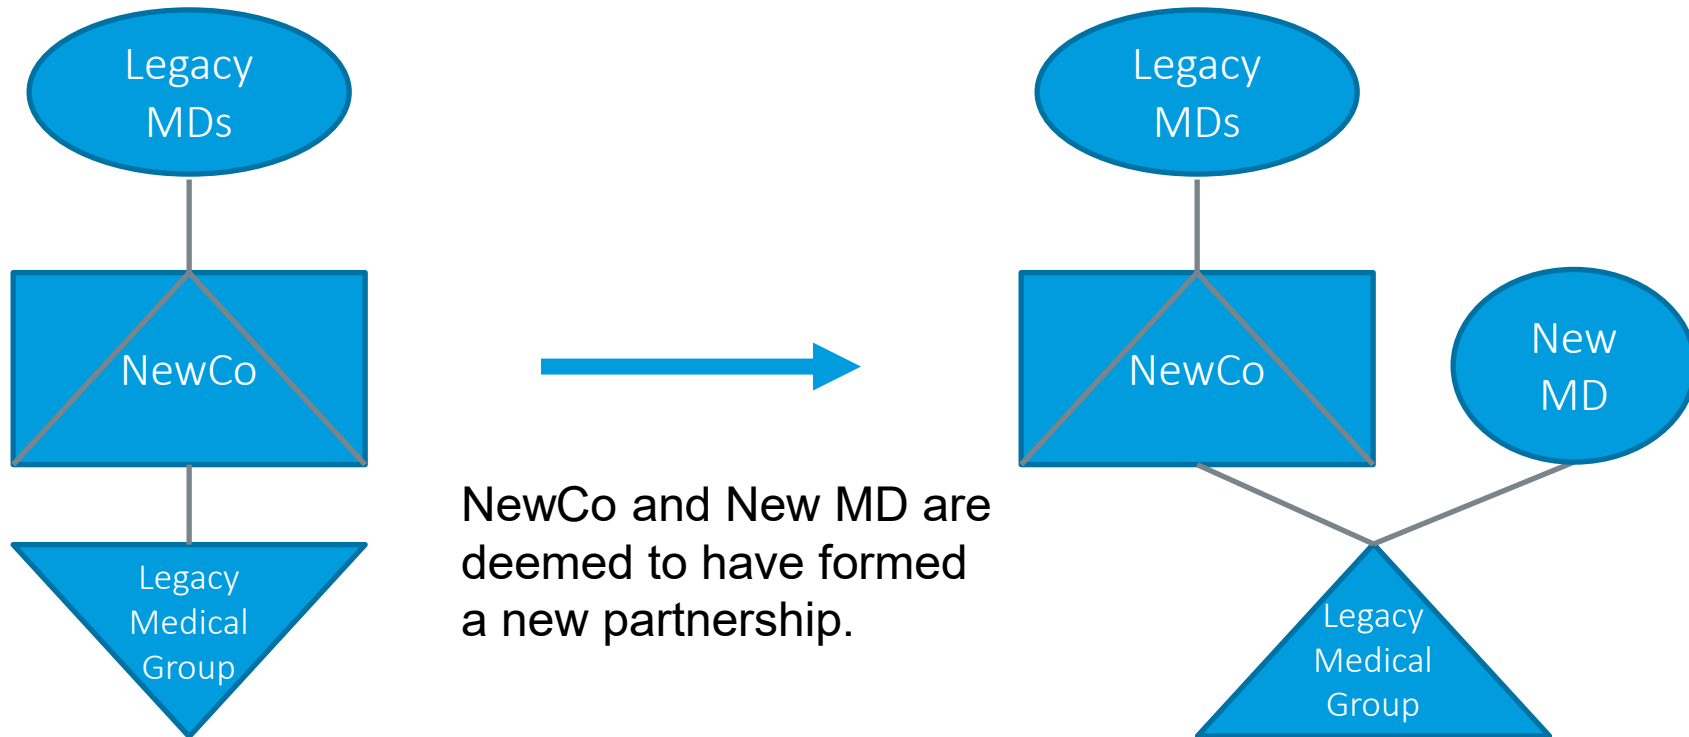 Legacy
MDs
NewCo
Legacy
Medical
Group
NewCo and New MD are
deemed to have formed
a new partnership.
Legacy
MDs
NewCo
New
MD
Legacy
Medical
Group